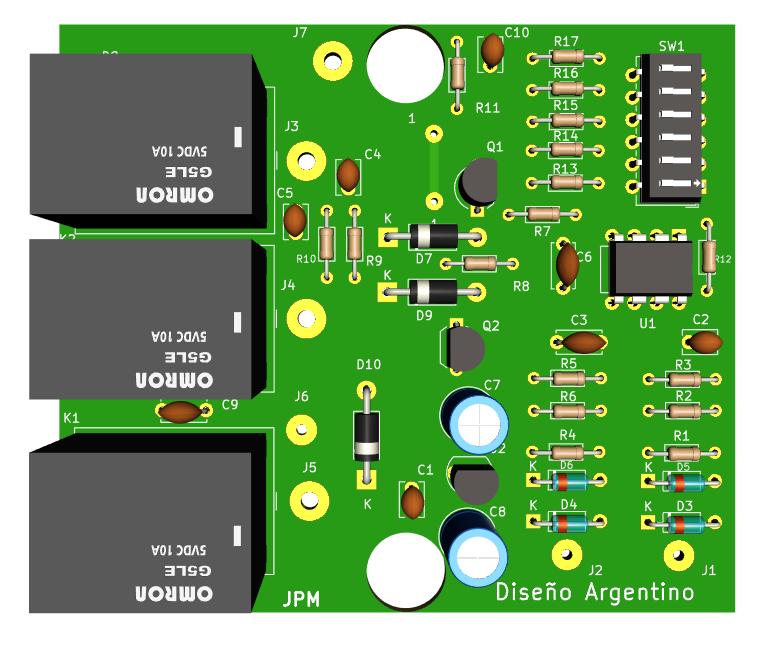 J7
C10
R17
SW1
R16
R11
R15
1
J3
5VDC 10A
G5LE
OMRON
C4
Q1
R14
R13
C5
K
R7
R10
R9
D7
C6
R12
K2
J4
K
R8
D9
U1
5VDC 10A
G5LE
OMRON
Q2
C3
C2
D10
R5
R3
C7
R6
R2
K1
C9
J6
R4
R1
J5
C1
K
K
D6
K
D5
C8
K
D4
K
D3
5VDC 10A
G5LE
OMRON
J2
J1
JPM
Diseño Argentino